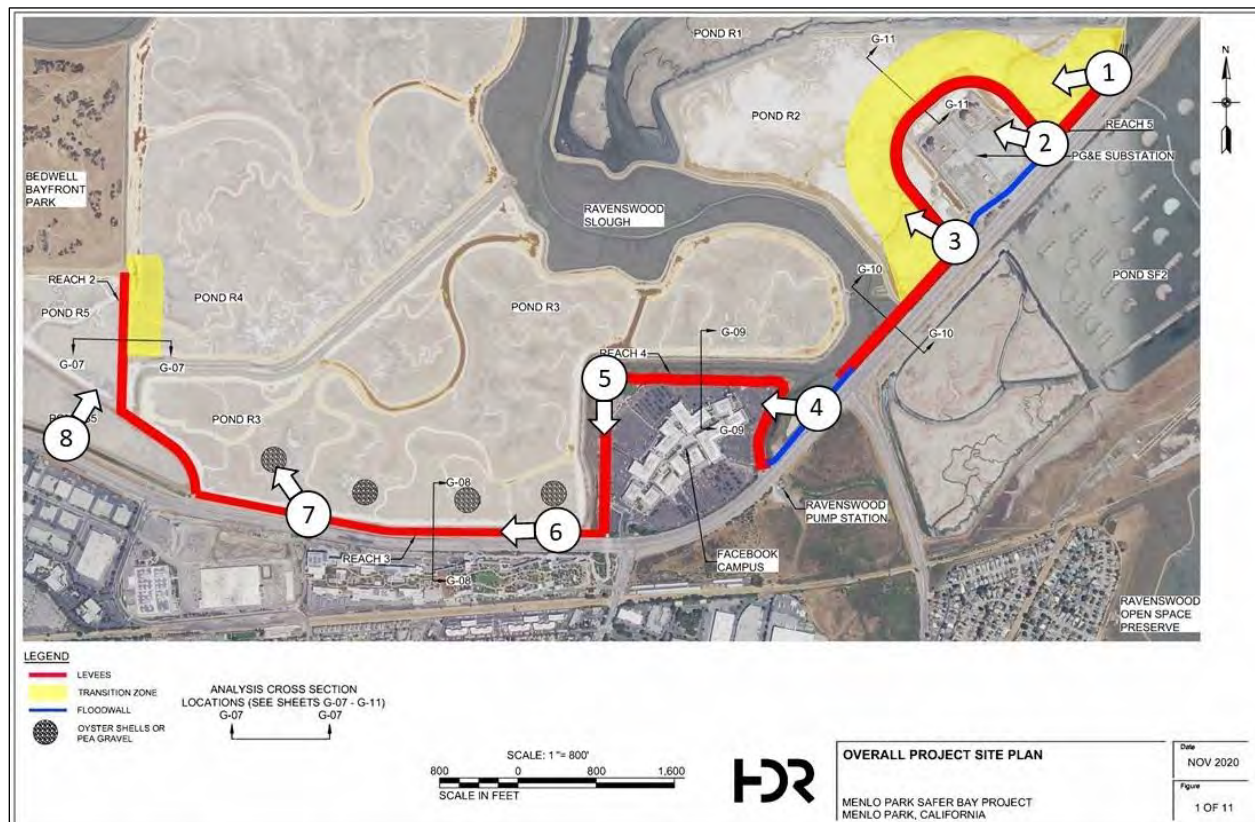 POND R1
G-11
N
1
POND R2
G-11
2
REACH 5
PG&E SUBSTATION
BEDWELL
BAYFRONT
PARK
RAVENSWOOD
SLOUGH
3
POND SF2
REACH 2
POND R4
G-10
POND R5
POND R3
G-10
G-09
G-07
G-07
REACH 4
5
4
POND R3
G-09
8
G-08
7
6
RAVENSWOOD
PUMP STATION
REACH 3
FACEBOOK
CAMPUS
G-08
RAVENSWOOD
OPEN SPACE
PRESERVE
LEGEND
LEVEES
TRANSITION ZONE
FLOODWALL
OYSTER SHELLS OR
PEA GRAVEL
ANALYSIS CROSS SECTION
LOCATIONS (SEE SHEETS G-07 - G-11)
G-07 G-07
SCALE: 1"= 800'
800 0 800 1,600
SCALE IN FEET
HDR
OVERALL PROJECT SITE PLAN
MENLO PARK SAFER BAY PROJECT
MENLO PARK, CALIFORNIA
Date
NOV 2020
Figure
1 OF 11